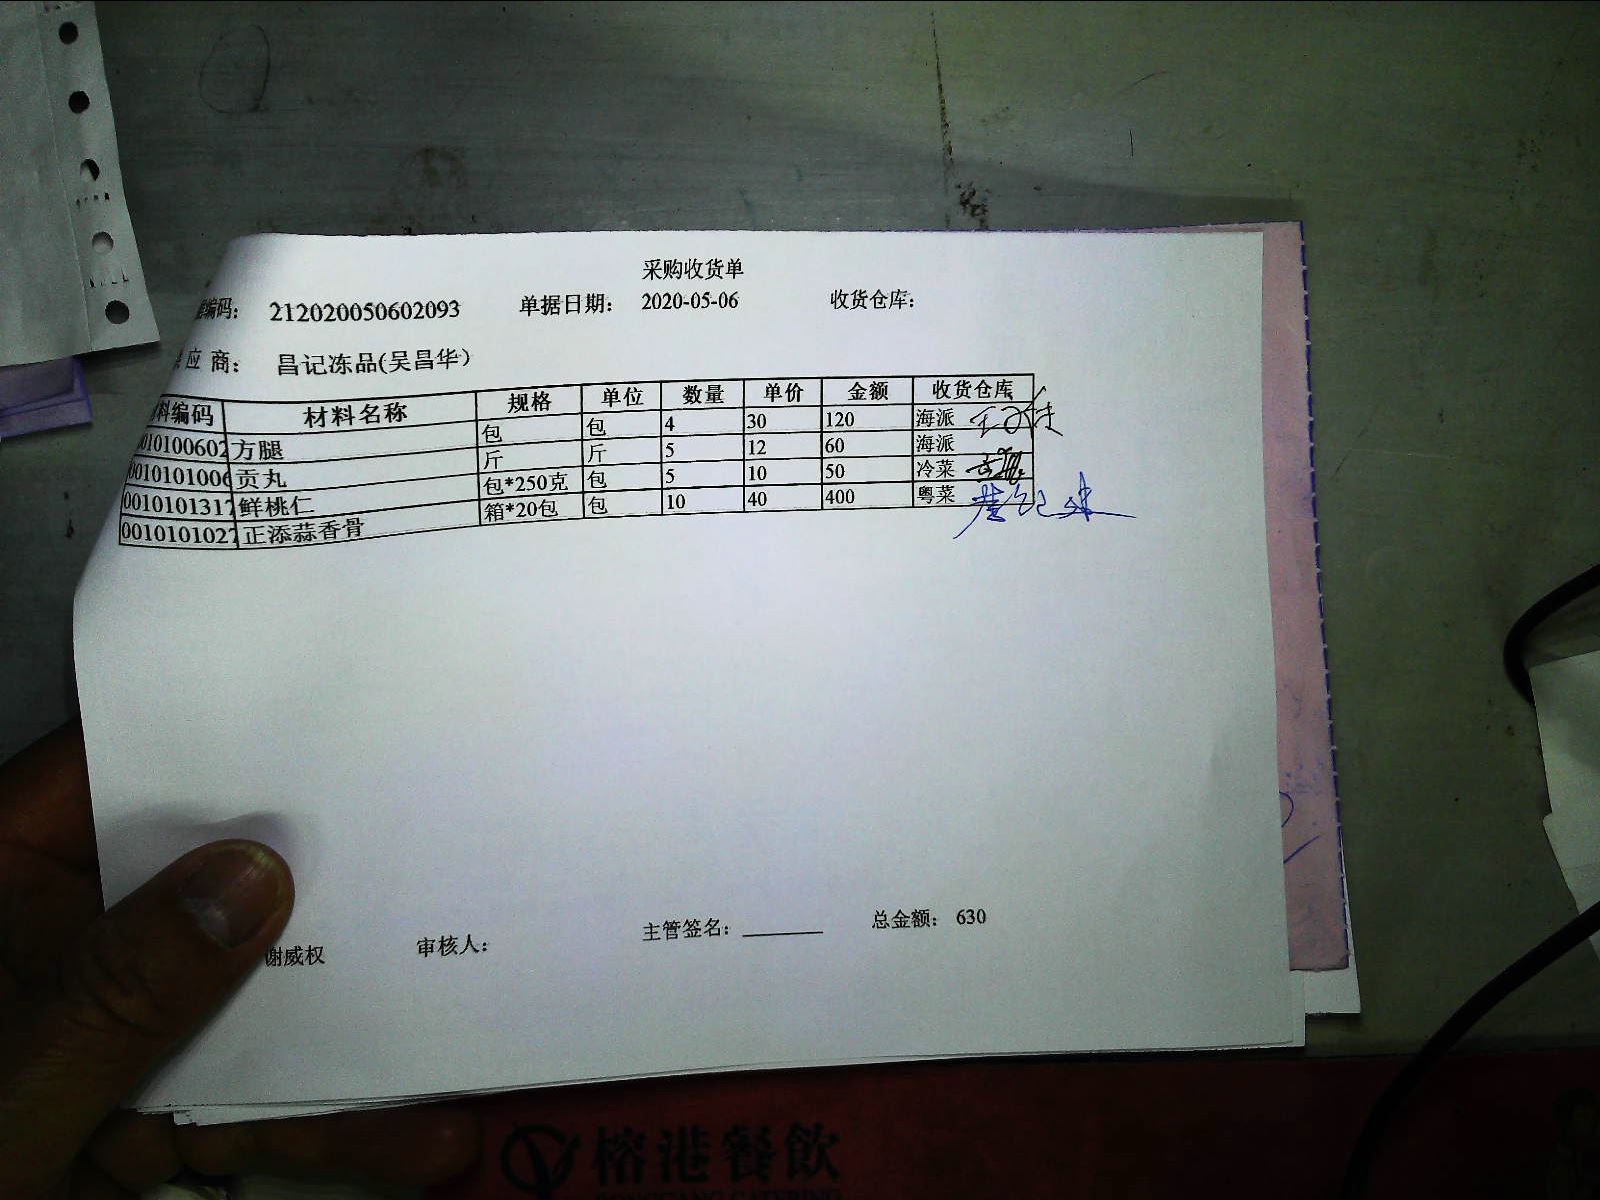 采购收货单
编码: 212020050602093 单据日期: 2020-05-06 收货仓库:
应 商: 昌记冻品(吴昌华)
料编码 材料名称 规格 单位 数量 单价 金额 收货仓库
010100602 方腿 包 包 4 30 120 海派
0010101006 贡丸 斤 斤 5 12 60 海派
0010101317 鲜桃仁 包*250克 包 5 10 50 冷菜
0010101027 正添蒜香骨 箱*20包 包 10 40 400 粤菜
谢威权 审核人: 主管签名: 总金额: 630
榕港餐飲